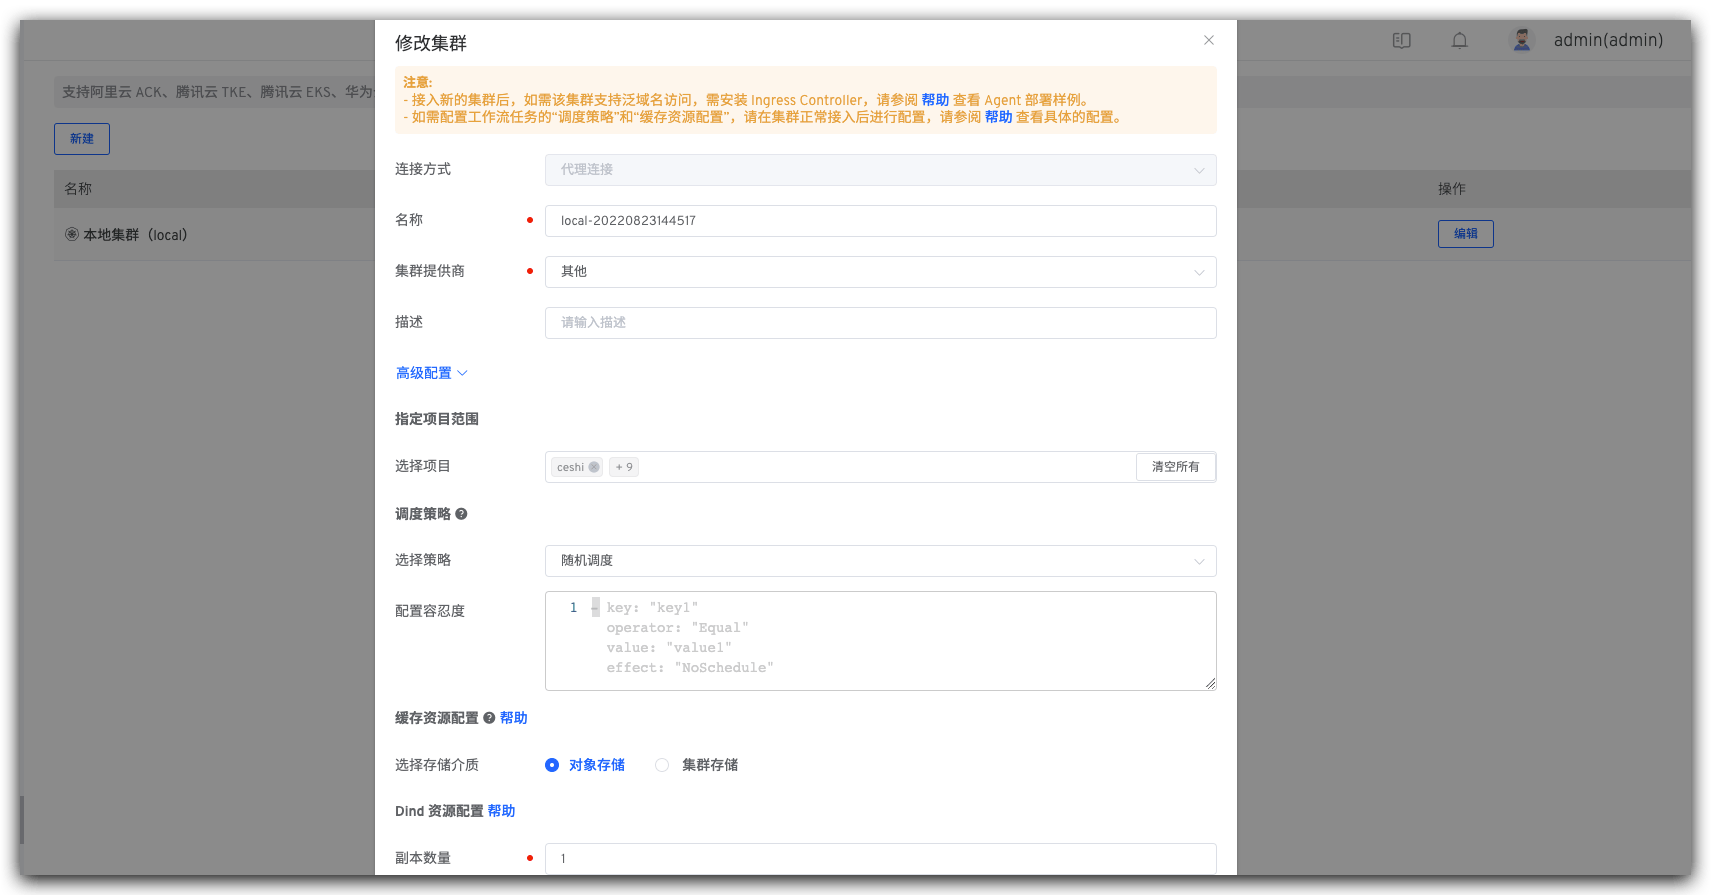 修改集群
admin(admin)
注意:
- 接入新的集群后，如需该集群支持泛域名访问，需安装 Ingress Controller，请参阅 帮助 查看 Agent 部署样例。
- 如需配置工作流任务的“调度策略”和“缓存资源配置”，请在集群正常接入后进行配置，请参阅 帮助 查看具体的配置。
支持阿里云 ACK、腾讯云 TKE、腾讯云 EKS、华为
新建
连接方式 代理连接
名称 操作
名称 local-20220823144517
本地集群（local） 编辑
集群提供商 其他
描述 请输入描述
高级配置
指定项目范围
选择项目 ceshi + 9 清空所有
调度策略
选择策略 随机调度
配置容忍度
1 - key: "key1"
operator: "Equal"
value: "value1"
effect: "NoSchedule"
缓存资源配置 帮助
选择存储介质 对象存储 集群存储
Dind 资源配置 帮助
副本数量 1